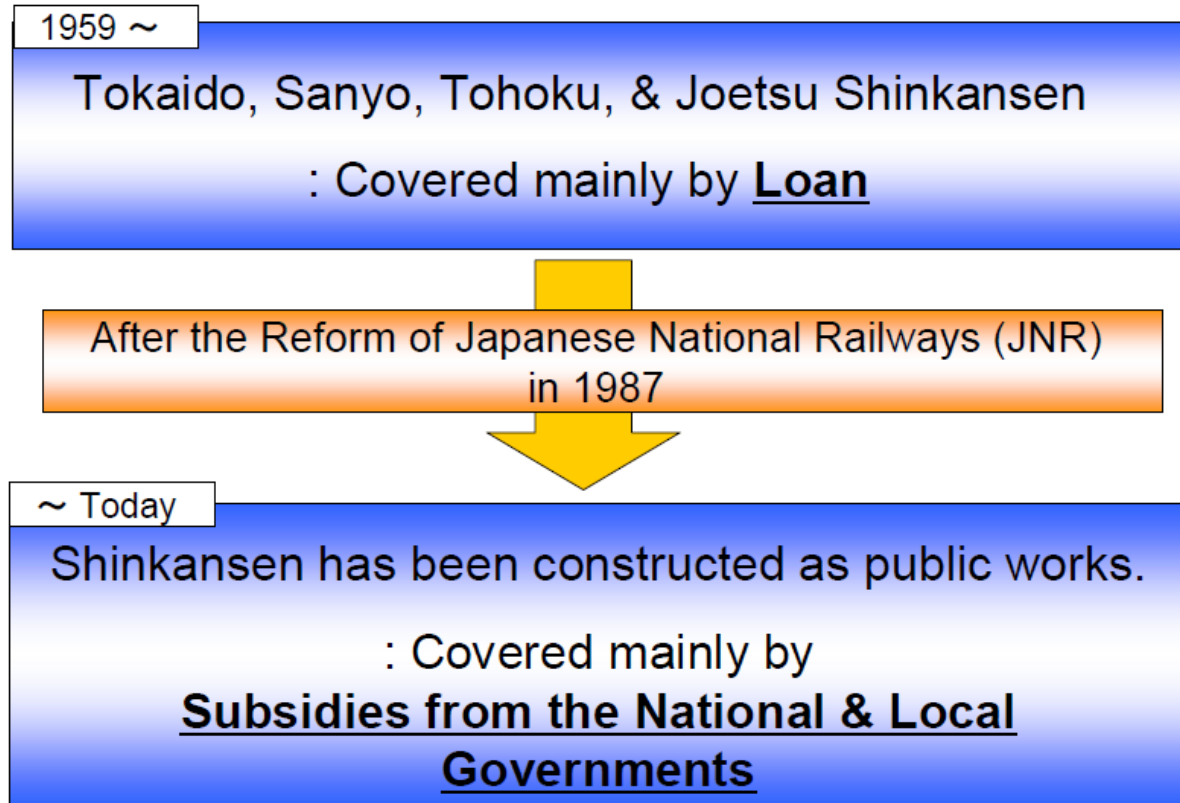 1959 ～
Tokaido, Sanyo, Tohoku, & Joetsu Shinkansen
: Covered mainly by Loan
After the Reform of Japanese National Railways (JNR)
in 1987
～ Today
Shinkansen has been constructed as public works.
: Covered mainly by
Subsidies from the National & Local
Governments